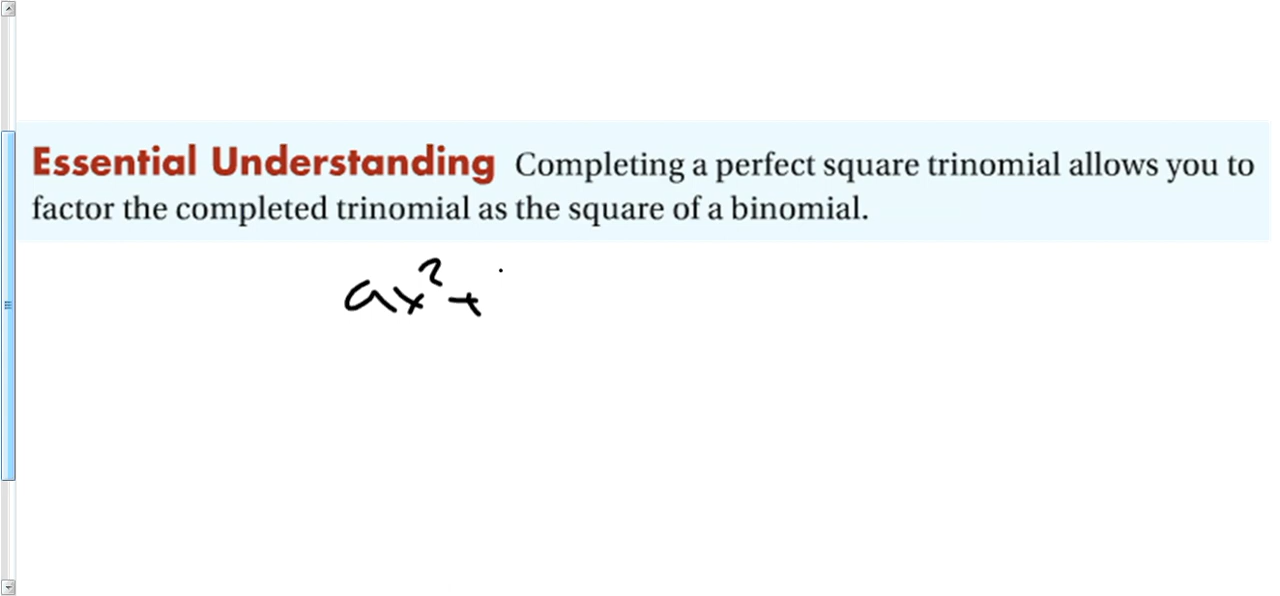 Essential Understanding Completing a perfect square trinomial allows you to
factor the completed trinomial as the square of a binomial.
ax² +